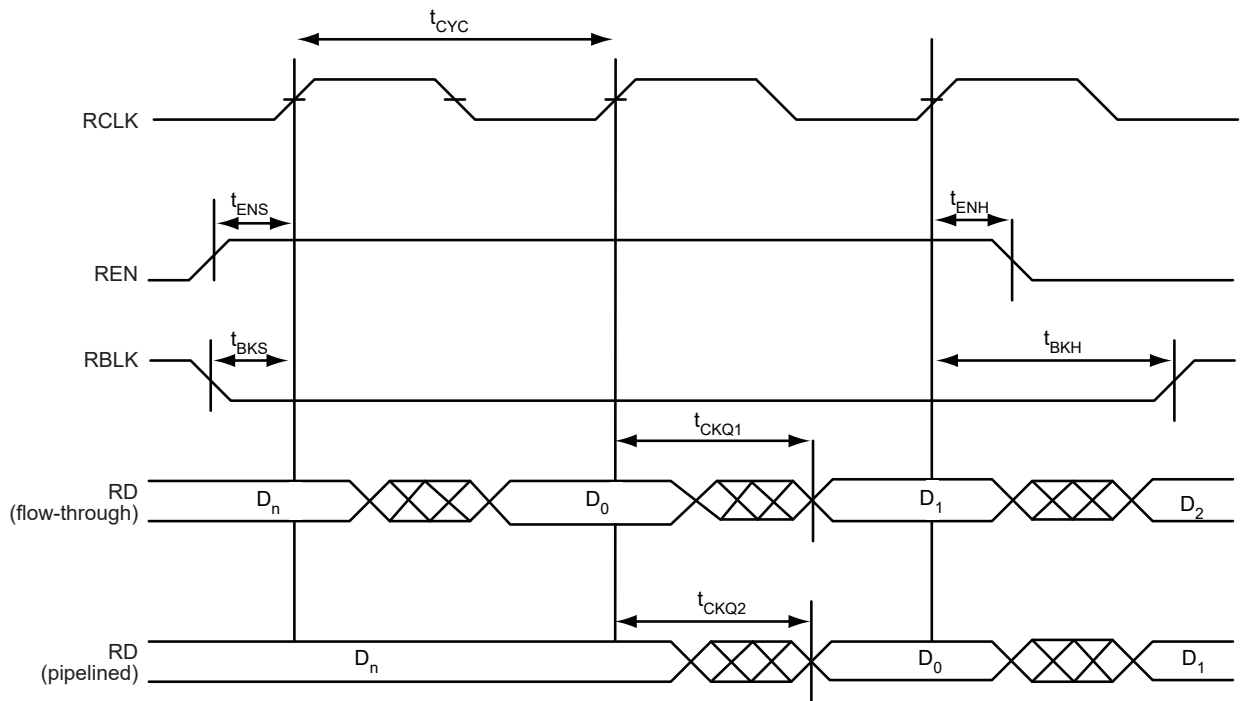 tCYC
RCLK
tENS
tENH
REN
tBKS
tBKH
RBLK
tCKQ1
RD
(flow-through)
Dn
D0
D1
D2
tCKQ2
RD
(pipelined)
Dn
D0
D1